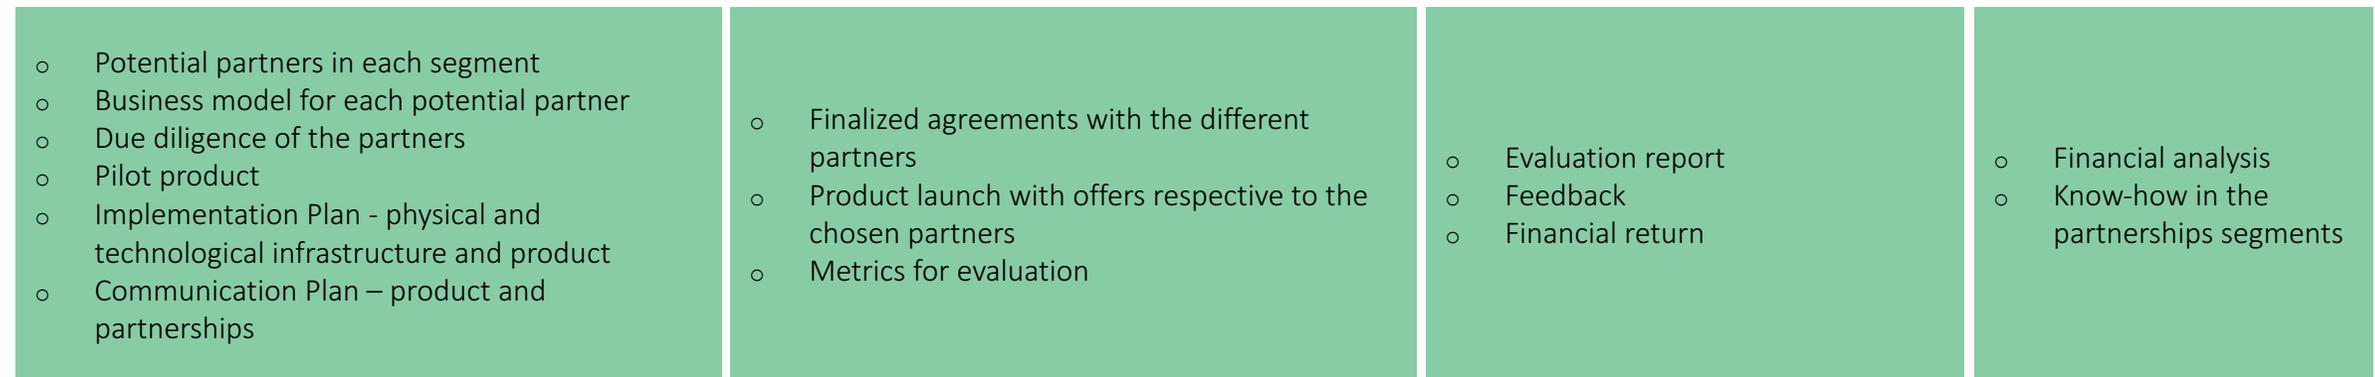 Potential partners in each segment
Business model for each potential partner
Due diligence of the partners
Pilot product
Implementation Plan - physical and
technological infrastructure and product
Communication Plan – product and
partnerships
Finalized agreements with the different
partners
Product launch with offers respective to the
chosen partners
Metrics for evaluation
Evaluation report
Feedback
Financial return
Financial analysis
Know-how in the
partnerships segments